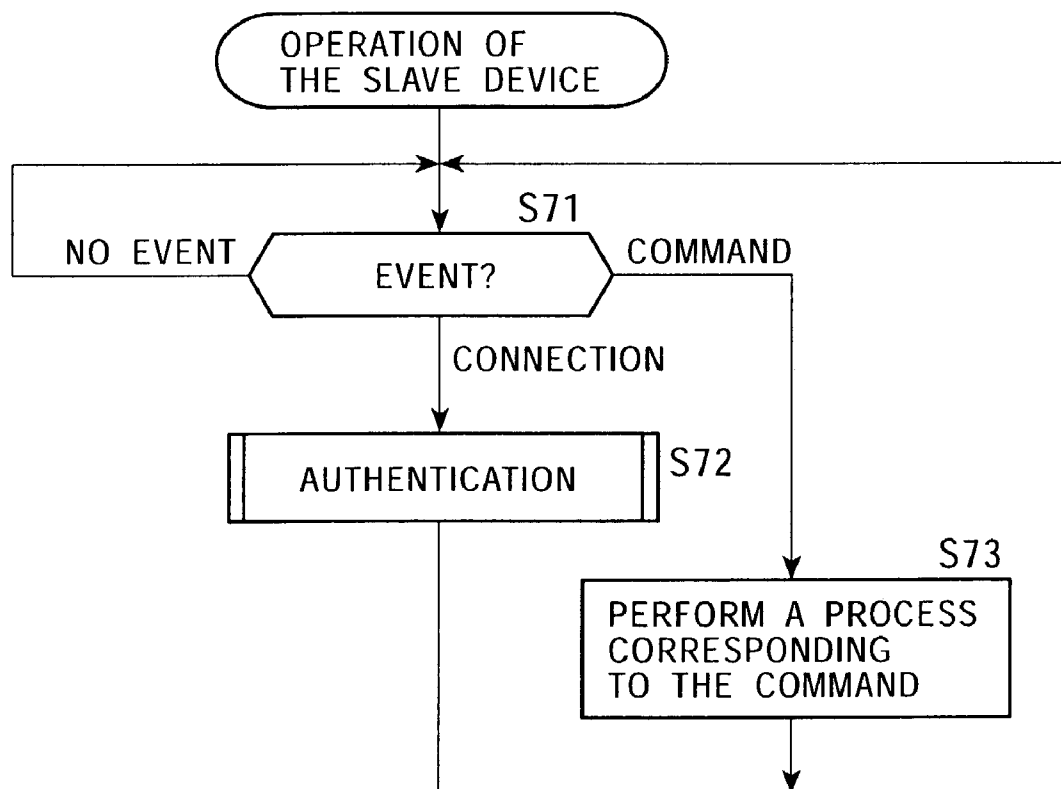 OPERATION OF
THE SLAVE DEVICE
S71
NO EVENT
EVENT?
COMMAND
CONNECTION
AUTHENTICATION
S72
S73
PERFORM A PROCESS
CORRESPONDING
TO THE COMMAND